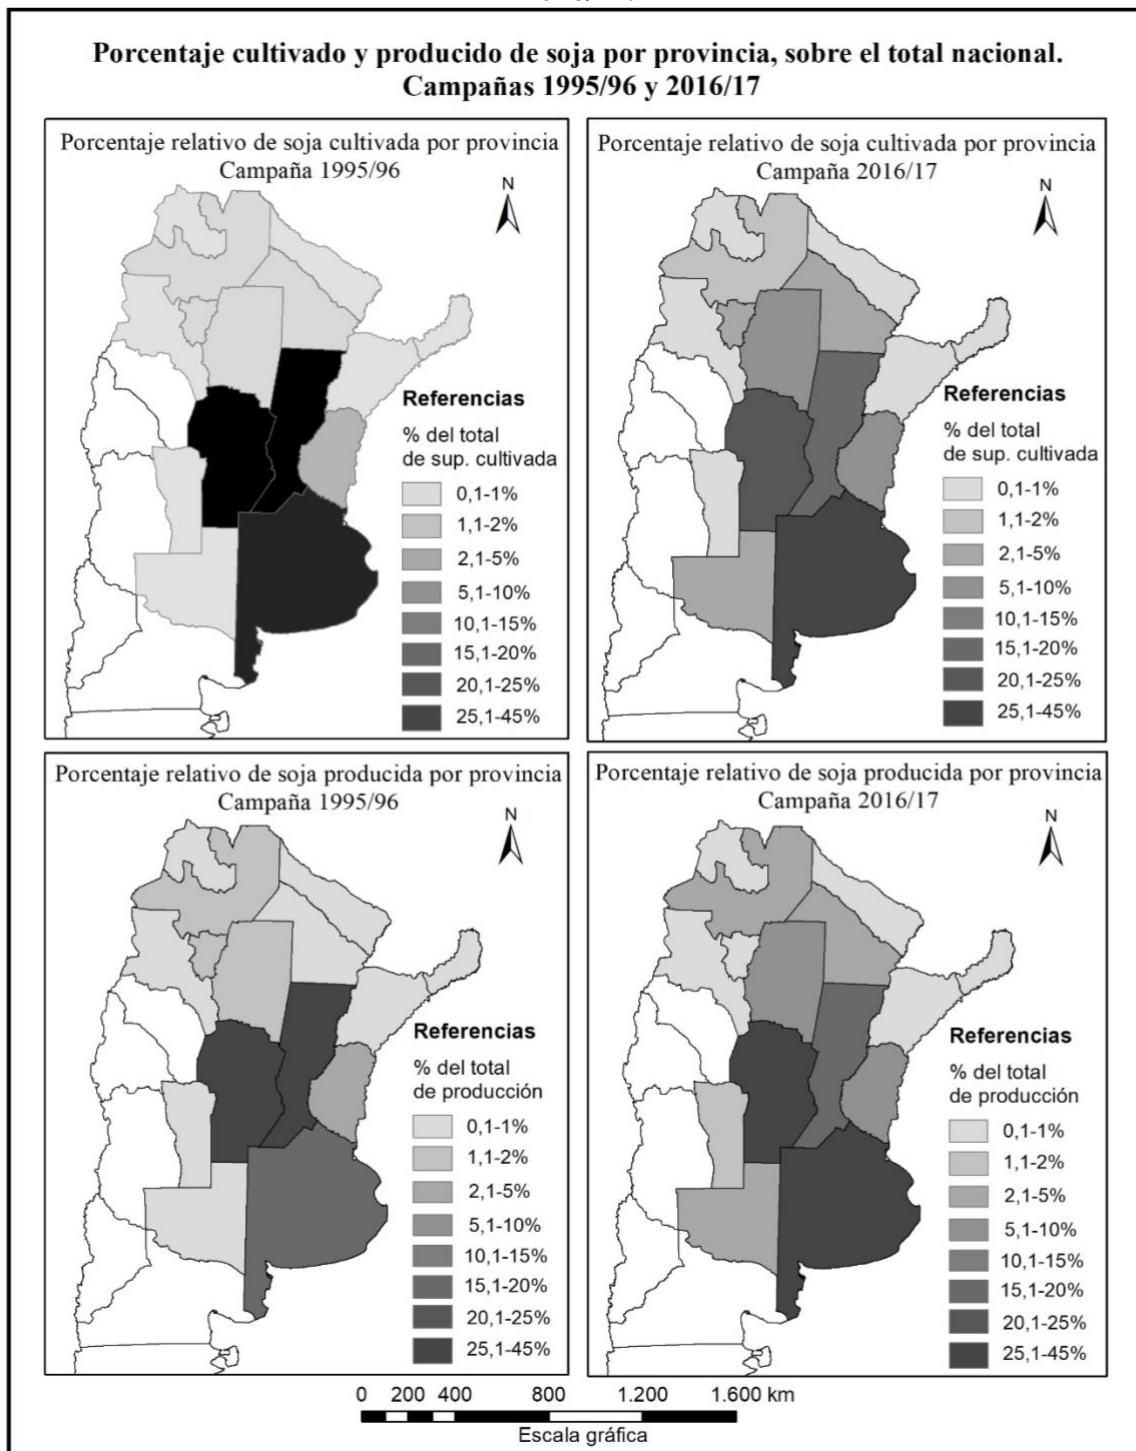 Porcentaje cultivado y producido de soja por provincia, sobre el total nacional.
Campañas 1995/96 y 2016/17
Porcentaje relativo de soja cultivada por provincia
Campaña 1995/96
N
Referencias
% del total
de sup. cultivada
0,1-1%
1,1-2%
2,1-5%
5,1-10%
10,1-15%
15,1-20%
20,1-25%
25,1-45%
Porcentaje relativo de soja cultivada por provincia
Campaña 2016/17
N
Referencias
% del total
de sup. cultivada
0,1-1%
1,1-2%
2,1-5%
5,1-10%
10,1-15%
15,1-20%
20,1-25%
25,1-45%
Porcentaje relativo de soja producida por provincia
Campaña 1995/96
N
Referencias
% del total
de producción
0,1-1%
1,1-2%
2,1-5%
5,1-10%
10,1-15%
15,1-20%
20,1-25%
25,1-45%
Porcentaje relativo de soja producida por provincia
Campaña 2016/17
N
Referencias
% del total
de producción
0,1-1%
1,1-2%
2,1-5%
5,1-10%
10,1-15%
15,1-20%
20,1-25%
25,1-45%
0 200 400 800 1.200 1.600 km
Escala gráfica